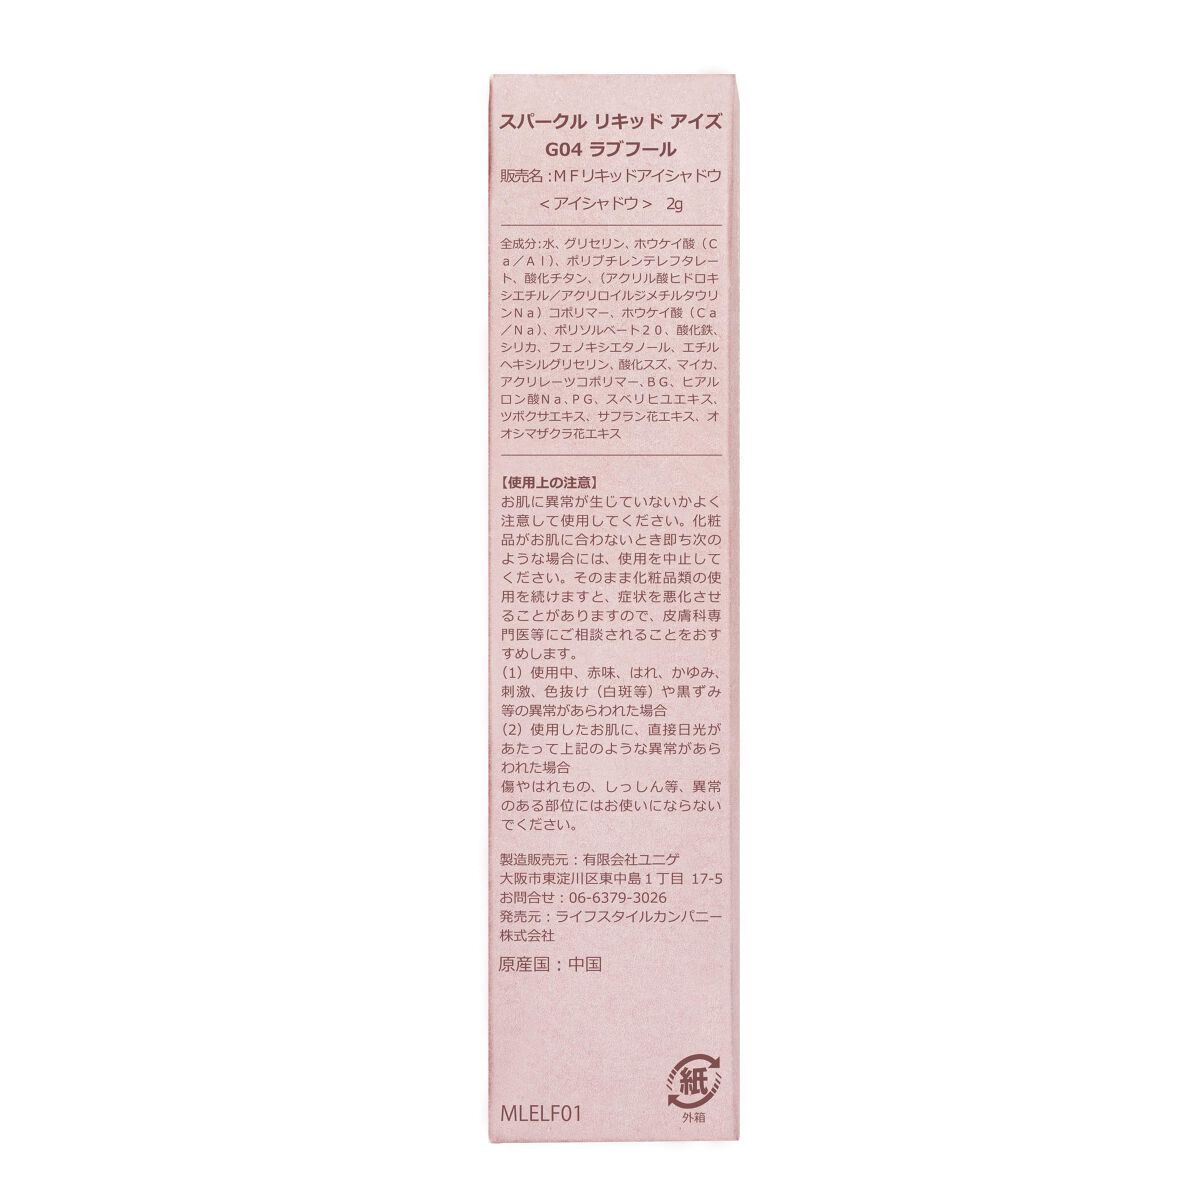 スパークル リキッド アイズ
G04 ラブフール
販売名:ＭＦリキッドアイシャドウ
＜アイシャドウ＞ 2g
全成分:水、グリセリン、ホウケイ酸（Ｃ
ａ／Ａｌ）、ポリブチレンテレフタレー
ト、酸化チタン、（アクリル酸ヒドロキ
シエチル／アクリロイルジメチルタウリ
ンＮａ）コポリマー、ホウケイ酸（Ｃａ
／Ｎａ）、ポリソルベート２０、酸化鉄、
シリカ、フェノキシエタノール、エチル
ヘキシルグリセリン、酸化スズ、マイカ、
アクリレーツコポリマー、ＢＧ、ヒアル
ロン酸Ｎａ、ＰＧ、スベリヒユエキス、
ツボクサエキス、サフラン花エキス、オ
オシマザクラ花エキス
【使用上の注意】
お肌に異常が生じていないかよく
注意して使用してください。化粧
品がお肌に合わないとき即ち次の
ような場合には、使用を中止して
ください。そのまま化粧品類の使
用を続けますと、症状を悪化させ
ることがありますので、皮膚科専
門医等にご相談されることをおす
すめします。
（1）使用中、赤味、はれ、かゆみ、
刺激、色抜け（白斑等）や黒ずみ
等の異常があらわれた場合
（2）使用したお肌に、直接日光が
あたって上記のような異常があら
われた場合
傷やはれもの、しっしん等、異常
のある部位にはお使いにならない
でください。
製造販売元：有限会社ユニゲ
大阪市東淀川区東中島１丁目 17-5
お問合せ：06-6379-3026
発売元：ライフスタイルカンパニー
株式会社
原産国：中国
紙
外箱
MLELF01